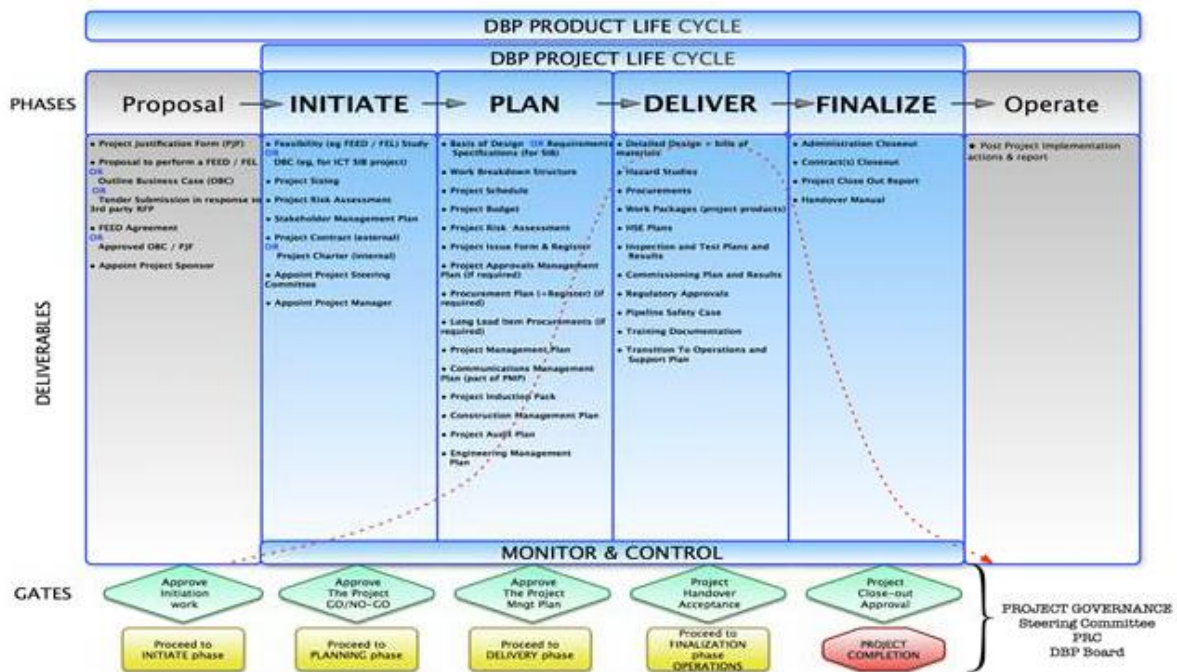 DBP PRODUCT LIFE CYCLE
DBP PROJECT LIFE CYCLE
PHASES
Proposal
INITIATE
PLAN
DELIVER
FINALIZE
Operate
DELIVERABLES
• Project Justification Form (PJF)
• Proposal to perform a FEED / FEL
OR
Outline Business Case (OBC)
OR
Tender Submission in response to
3rd party RFP
• FEED Agreement
OR
Approved OBC / PJF
• Appoint Project Sponsor
• Feasibility (eg FEED / FEL) Study
OR
OBC (eg, for ICT SIB project)
• Project Sizing
• Project Risk Assessment
• Stakeholder Management Plan
• Project Contract (external)
OR
Project Charter (internal)
• Appoint Project Steering
Committee
• Appoint Project Manager
• Basis of Design OR Requirements
Specifications (for SIB)
• Work Breakdown Structure
• Project Schedule
• Project Budget
• Project Risk Assessment
• Project Issue Form & Register
• Project Approvals Management
Plan (if required)
• Procurement Plan (+Register) (if
required)
• Long Lead Item Procurements (if
required)
• Project Management Plan
• Communications Management
Plan (part of PMP)
• Project Induction Pack
• Construction Management Plan
• Project Audit Plan
• Engineering Management
Plan
• Detailed Design + bills of
materials
• Hazard Studies
• Procurements
• Work Packages (project products)
• HSE Plans
• Inspection and Test Plans and
Results
• Commissioning Plan and Results
• Regulatory Approvals
• Pipeline Safety Case
• Training Documentation
• Transition To Operations and
Support Plan
• Administration Closeout
• Contract(s) Closeout
• Project Close Out Report
• Handover Manual
• Post Project Implementation
actions & report
MONITOR & CONTROL
GATES
Approve
Initiation
work
Approve
The Project
GO/NO-GO
Approve
The Project
Mngt Plan
Project
Handover
Acceptance
Project
Close-out
Approval
Proceed to
INITIATE phase
Proceed to
PLANNING phase
Proceed to
DELIVERY phase
Proceed to
FINALIZATION
phase
OPERATIONS
PROJECT
COMPLETION
PROJECT GOVERNANCE
Steering Committee
PRC
DBP Board